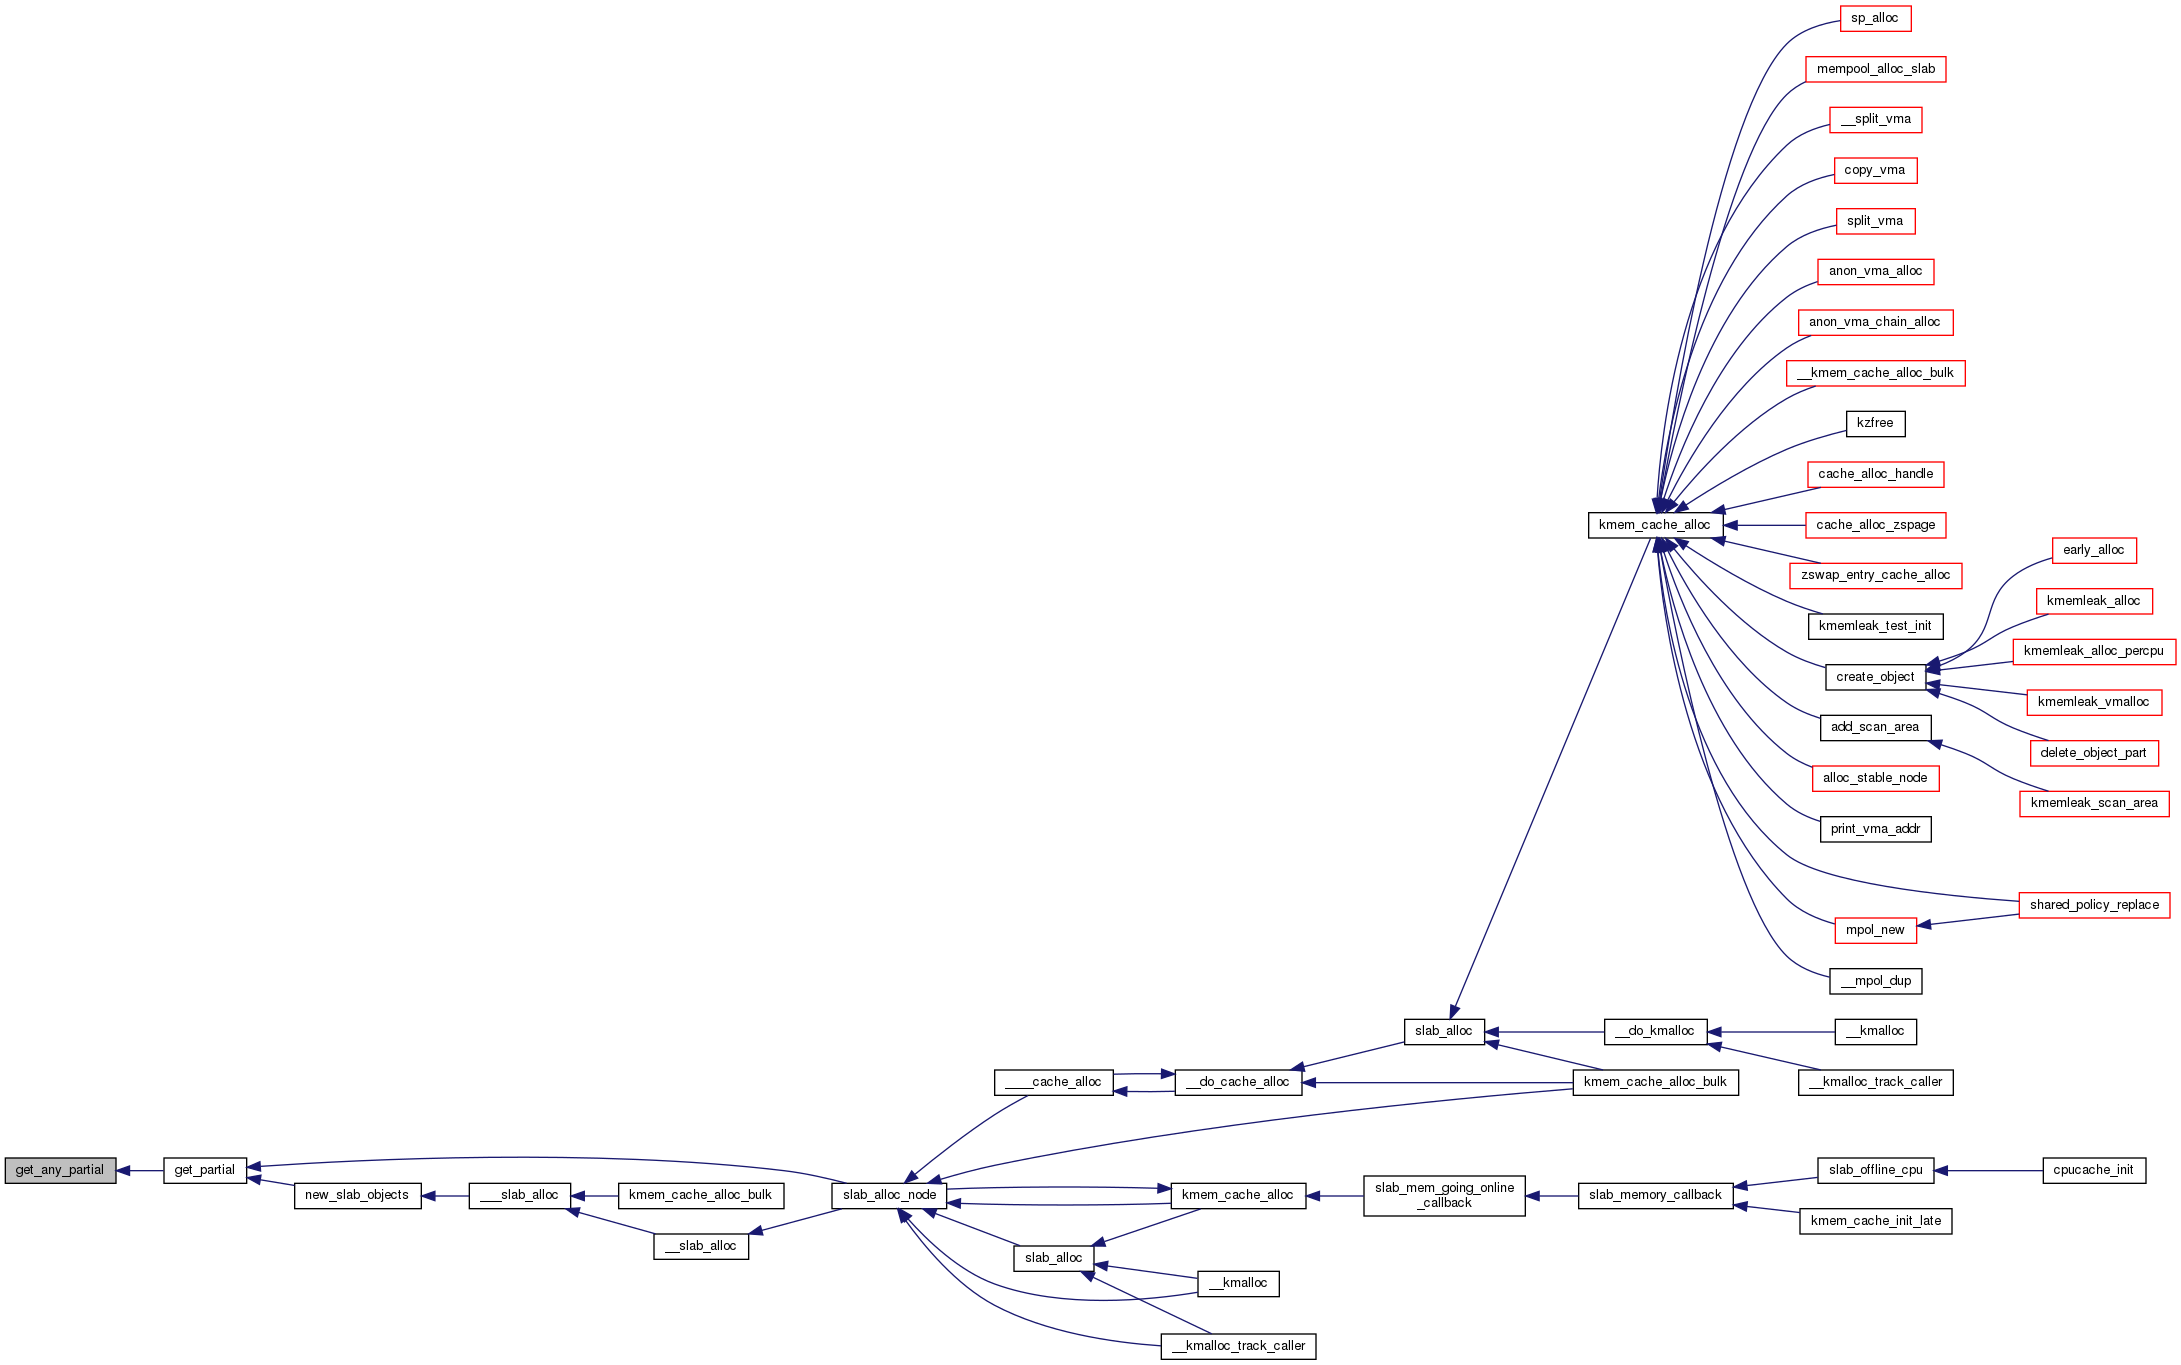 sp_alloc
mempool_alloc_slab
__split_vma
copy_vma
split_vma
anon_vma_alloc
anon_vma_chain_alloc
__kmem_cache_alloc_bulk
kzfree
cache_alloc_handle
kmem_cache_alloc
cache_alloc_zspage
early_alloc
zswap_entry_cache_alloc
kmemleak_alloc
kmemleak_test_init
kmemleak_alloc_percpu
create_object
kmemleak_vmalloc
add_scan_area
delete_object_part
alloc_stable_node
kmemleak_scan_area
print_vma_addr
shared_policy_replace
mpol_new
__mpol_dup
slab_alloc
__do_kmalloc
__kmalloc
____cache_alloc
__do_cache_alloc
kmem_cache_alloc_bulk
__kmalloc_track_caller
get_any_partial
get_partial
slab_offline_cpu
cpucache_init
new_slab_objects
___slab_alloc
kmem_cache_alloc_bulk
slab_alloc_node
kmem_cache_alloc
slab_mem_going_online
_callback
slab_memory_callback
kmem_cache_init_late
__slab_alloc
slab_alloc
__kmalloc
__kmalloc_track_caller